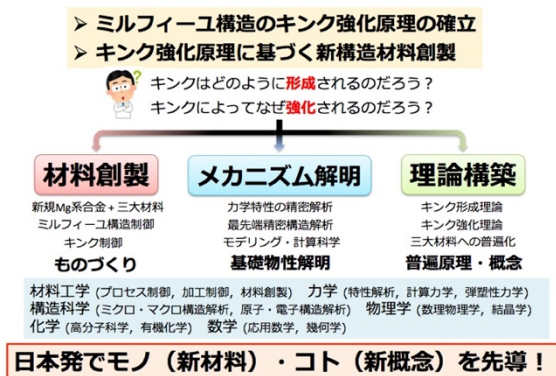 ➢ ミルフィーユ構造のキンク強化原理の確立
➢ キンク強化原理に基づく新構造材料創製
?
キンクはどのように形成されるのだろう？
キンクによってなぜ強化されるのだろう？
材料創製
メカニズム解明
理論構築
新規Mg系合金＋三大材料
ミルフィーユ構造制御
キンク制御
ものづくり
力学特性の精密解析
最先端精密構造解析
モデリング・計算科学
基礎物性解明
キンク形成理論
キンク強化理論
三大材料への普遍化
普遍原理・概念
材料工学 (プロセス制御，加工制御，材料創製) 力学 (特性解析，計算力学，弾塑性力学)
構造科学 (ミクロ・マクロ構造解析，原子・電子構造解析) 物理学 (数理物理学，結晶学)
化学 (高分子科学，有機化学) 数学 (応用数学，幾何学)
日本発でモノ（新材料）・コト（新概念）を先導！